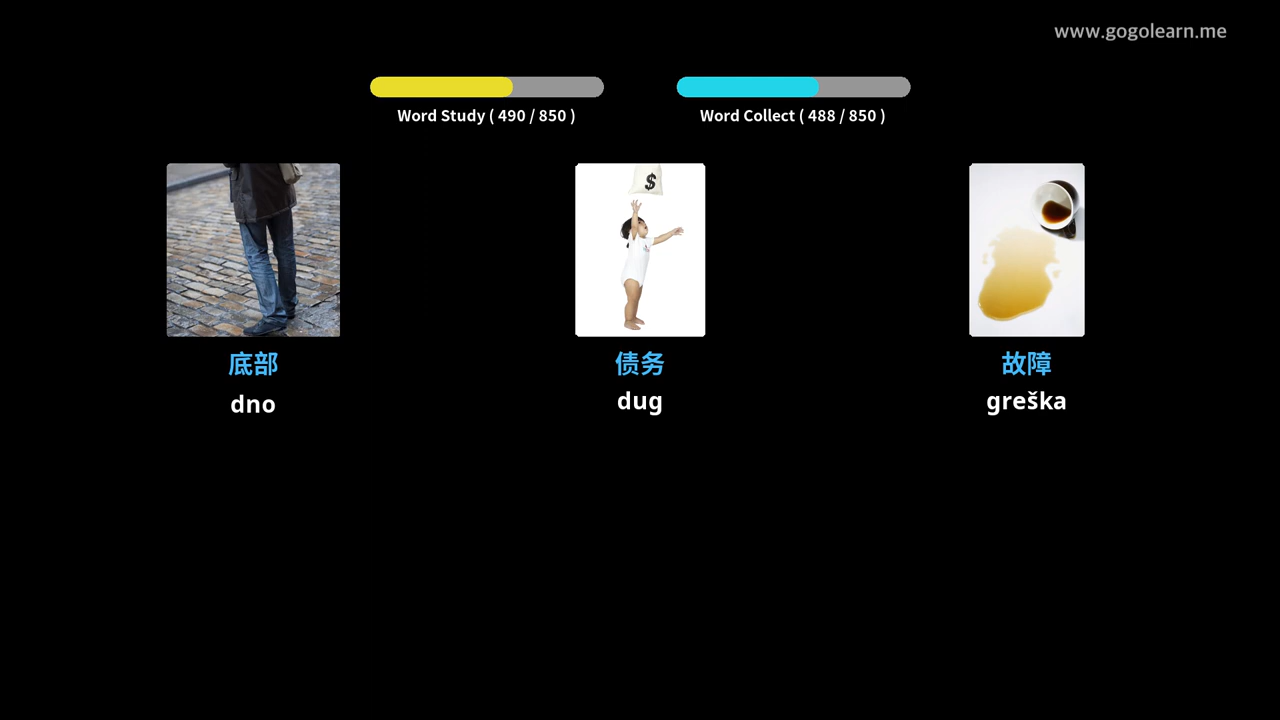 www.gogolearn.me
Word Study ( 490 / 850 )
Word Collect ( 488 / 850 )
$
底部
债务
故障
dno
dug
greška